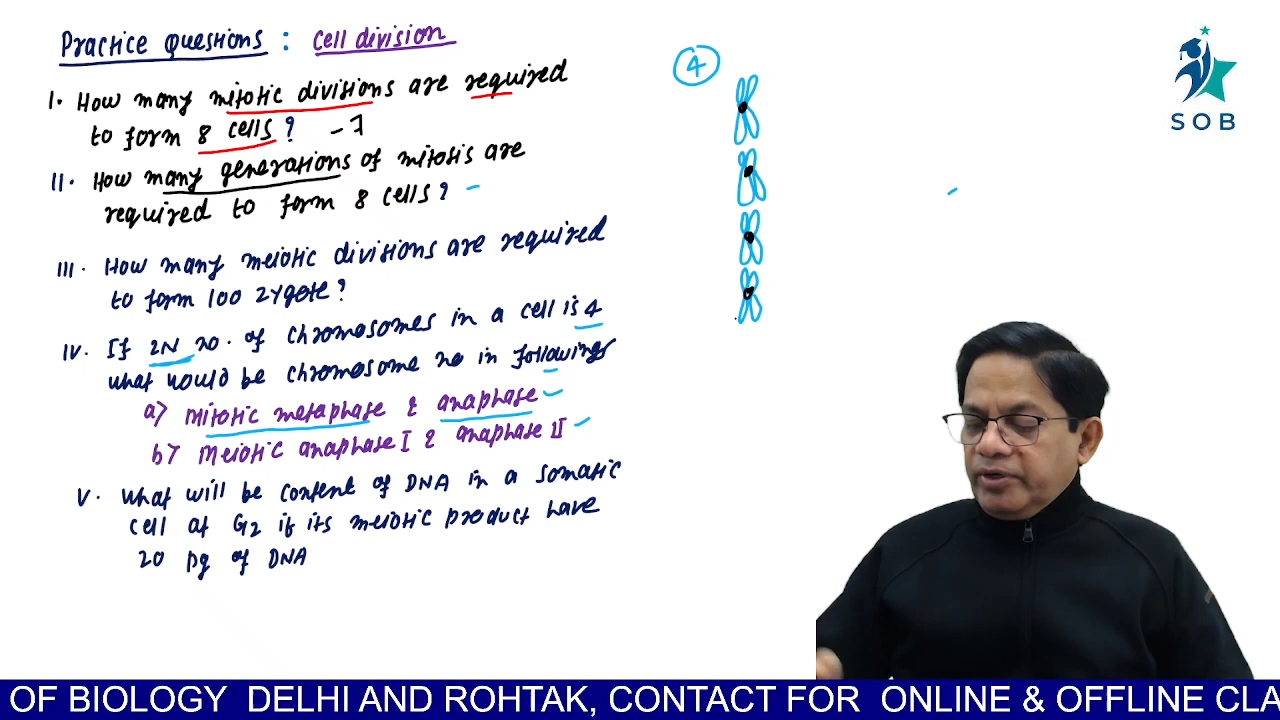 Practice Questions : Cell division
I. How many mitotic divisions are required
to form 8 cells? - 7
II. How many generations of mitosis are
required to form 8 cells? -
III. How many meiotic divisions are required
to form 100 zygote?
IV. If 2N no. of chromosomes in a cell is 4
what would be chromosome no in followings
a) Mitotic metaphase & anaphase
b) Meiotic anaphase I & anaphase II
V. What will be content of DNA in a somatic
cell at G2 if its meiotic product have
20 pg of DNA
4
SOB
OF BIOLOGY DELHI AND ROHTAK, CONTACT FOR ONLINE & OFFLINE CLA